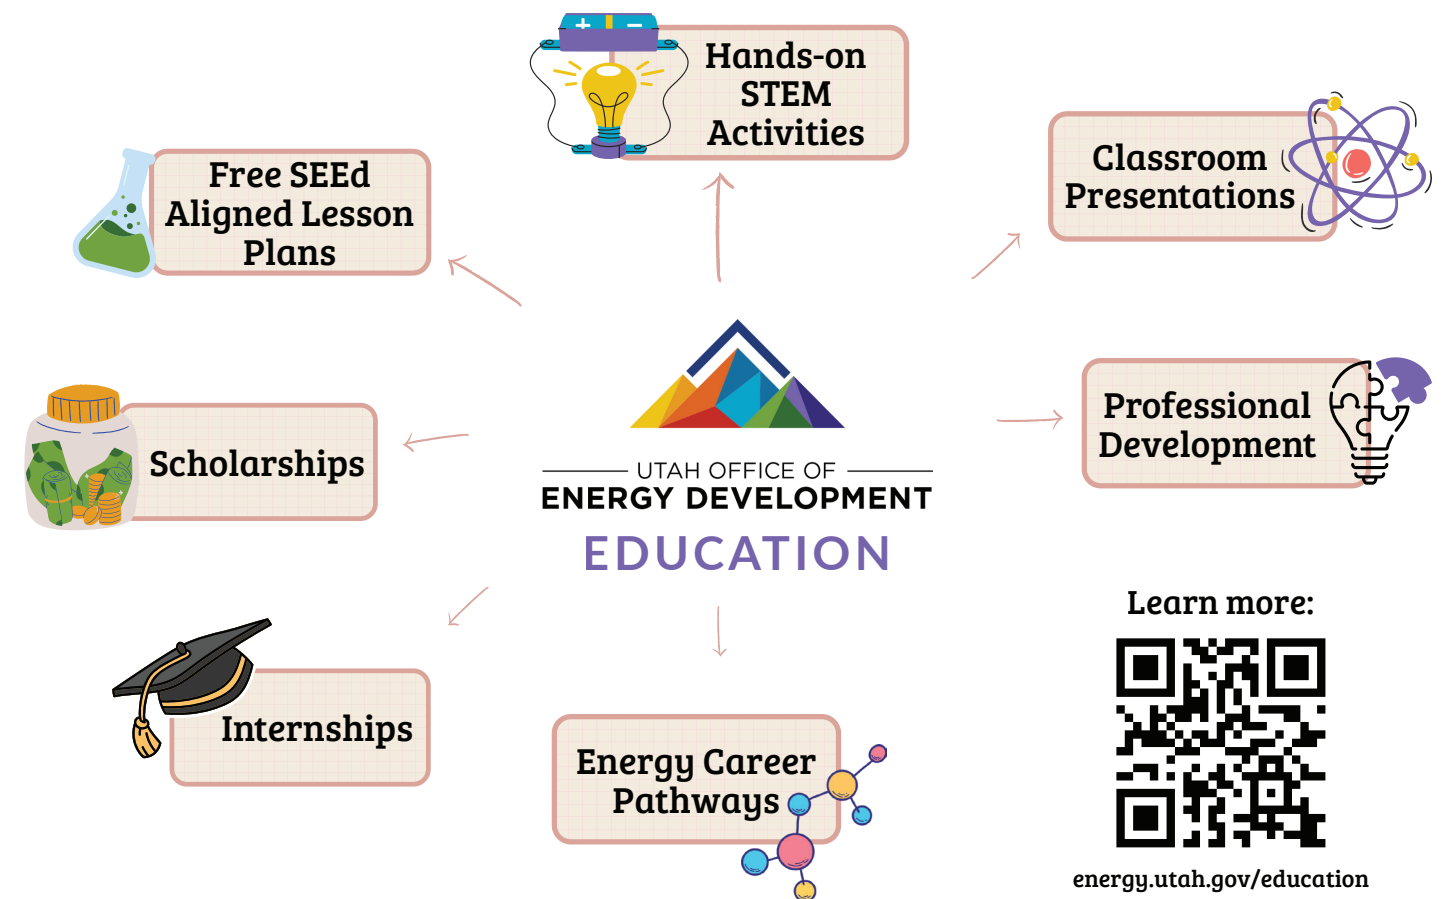 + −
Hands-on
STEM
Activities
Free SEEd
Aligned Lesson
Plans
Classroom
Presentations
Scholarships
Professional
Development
UTAH OFFICE OF
ENERGY DEVELOPMENT
EDUCATION
Internships
Energy Career
Pathways
Learn more:
energy.utah.gov/education